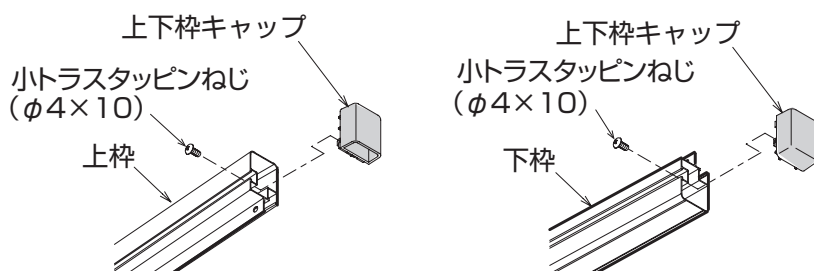 上下枠キャップ
小トラスタッピンねじ
（φ4×10）
上枠
上下枠キャップ
小トラスタッピンねじ
（φ4×10）
下枠